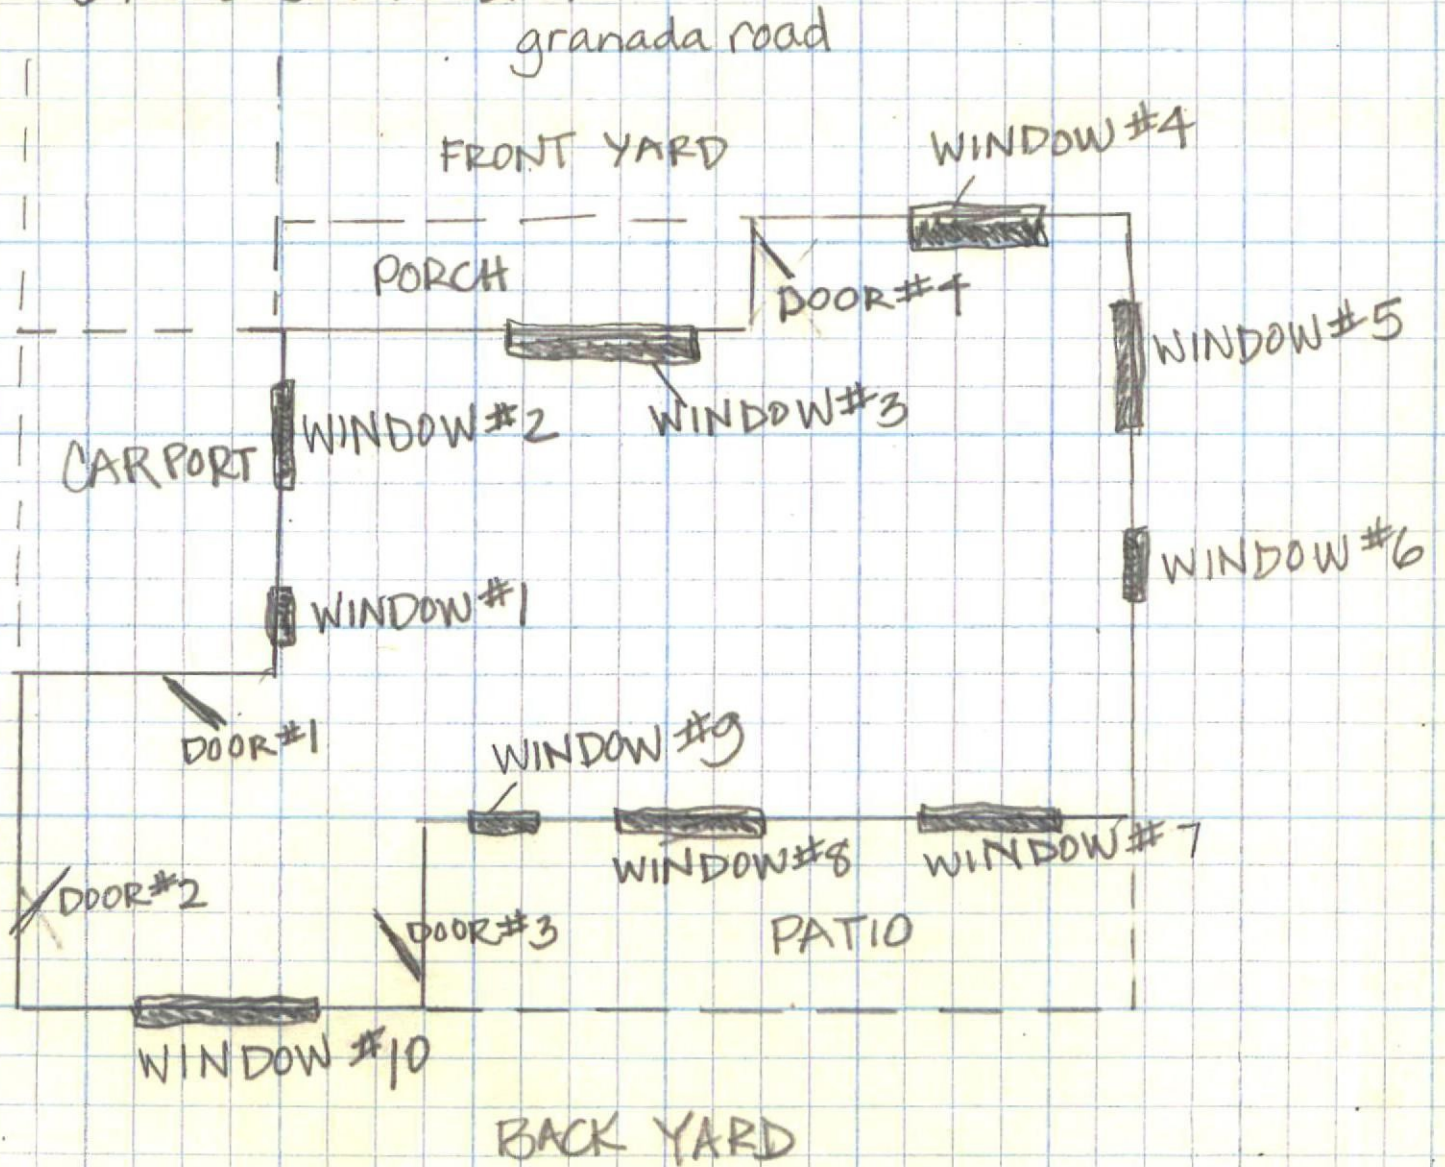 granada road
FRONT YARD
WINDOW #4
PORCH
DOOR #4
WINDOW #5
WINDOW #2
WINDOW #3
CARPORT
WINDOW #6
WINDOW #1
DOOR #1
WINDOW #9
WINDOW #8
WINDOW #7
DOOR #2
DOOR #3
PATIO
WINDOW #10
BACK YARD